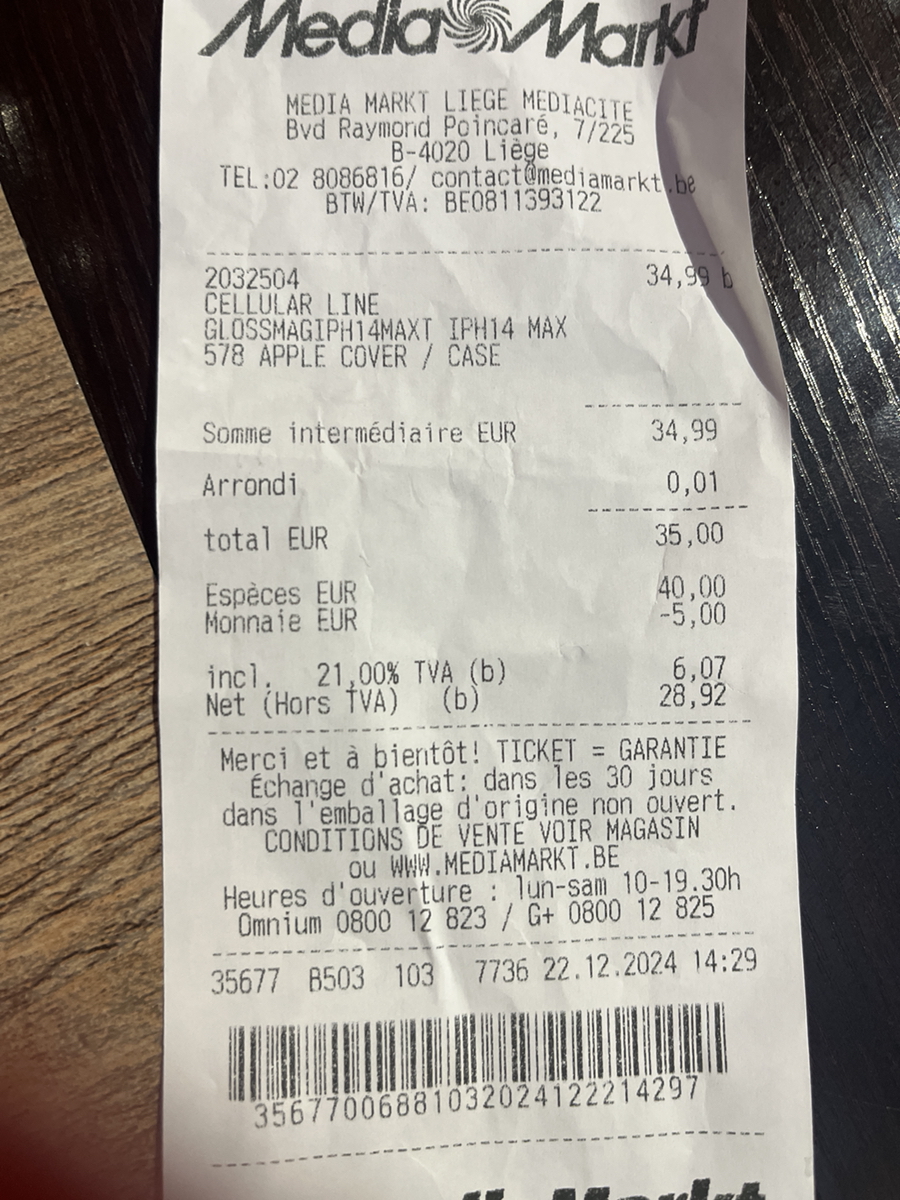 Media Markt
MEDIA MARKT LIEGE MEDIACITE
Bvd Raymond Poincaré, 7/225
B-4020 Liège
TEL:02 8086816/ contact@mediamarkt.be
BTW/TVA: BE0811393122
2032504 34,99 b
CELLULAR LINE
GLOSSMAGIPH14MAXT IPH14 MAX
578 APPLE COVER / CASE
Somme intermédiaire EUR 34,99
Arrondi 0,01
total EUR 35,00
Espèces EUR 40,00
Monnaie EUR -5,00
incl. 21,00% TVA (b) 6,07
Net (Hors TVA) (b) 28,92
Merci et à bientôt! TICKET = GARANTIE
Échange d'achat: dans les 30 jours
dans l'emballage d'origine non ouvert.
CONDITIONS DE VENTE VOIR MAGASIN
ou WWW.MEDIAMARKT.BE
Heures d'ouverture : lun-sam 10-19.30h
Omnium 0800 12 823 / G+ 0800 12 825
35677 B503 103 7736 22.12.2024 14:29
35677006881032024122214297